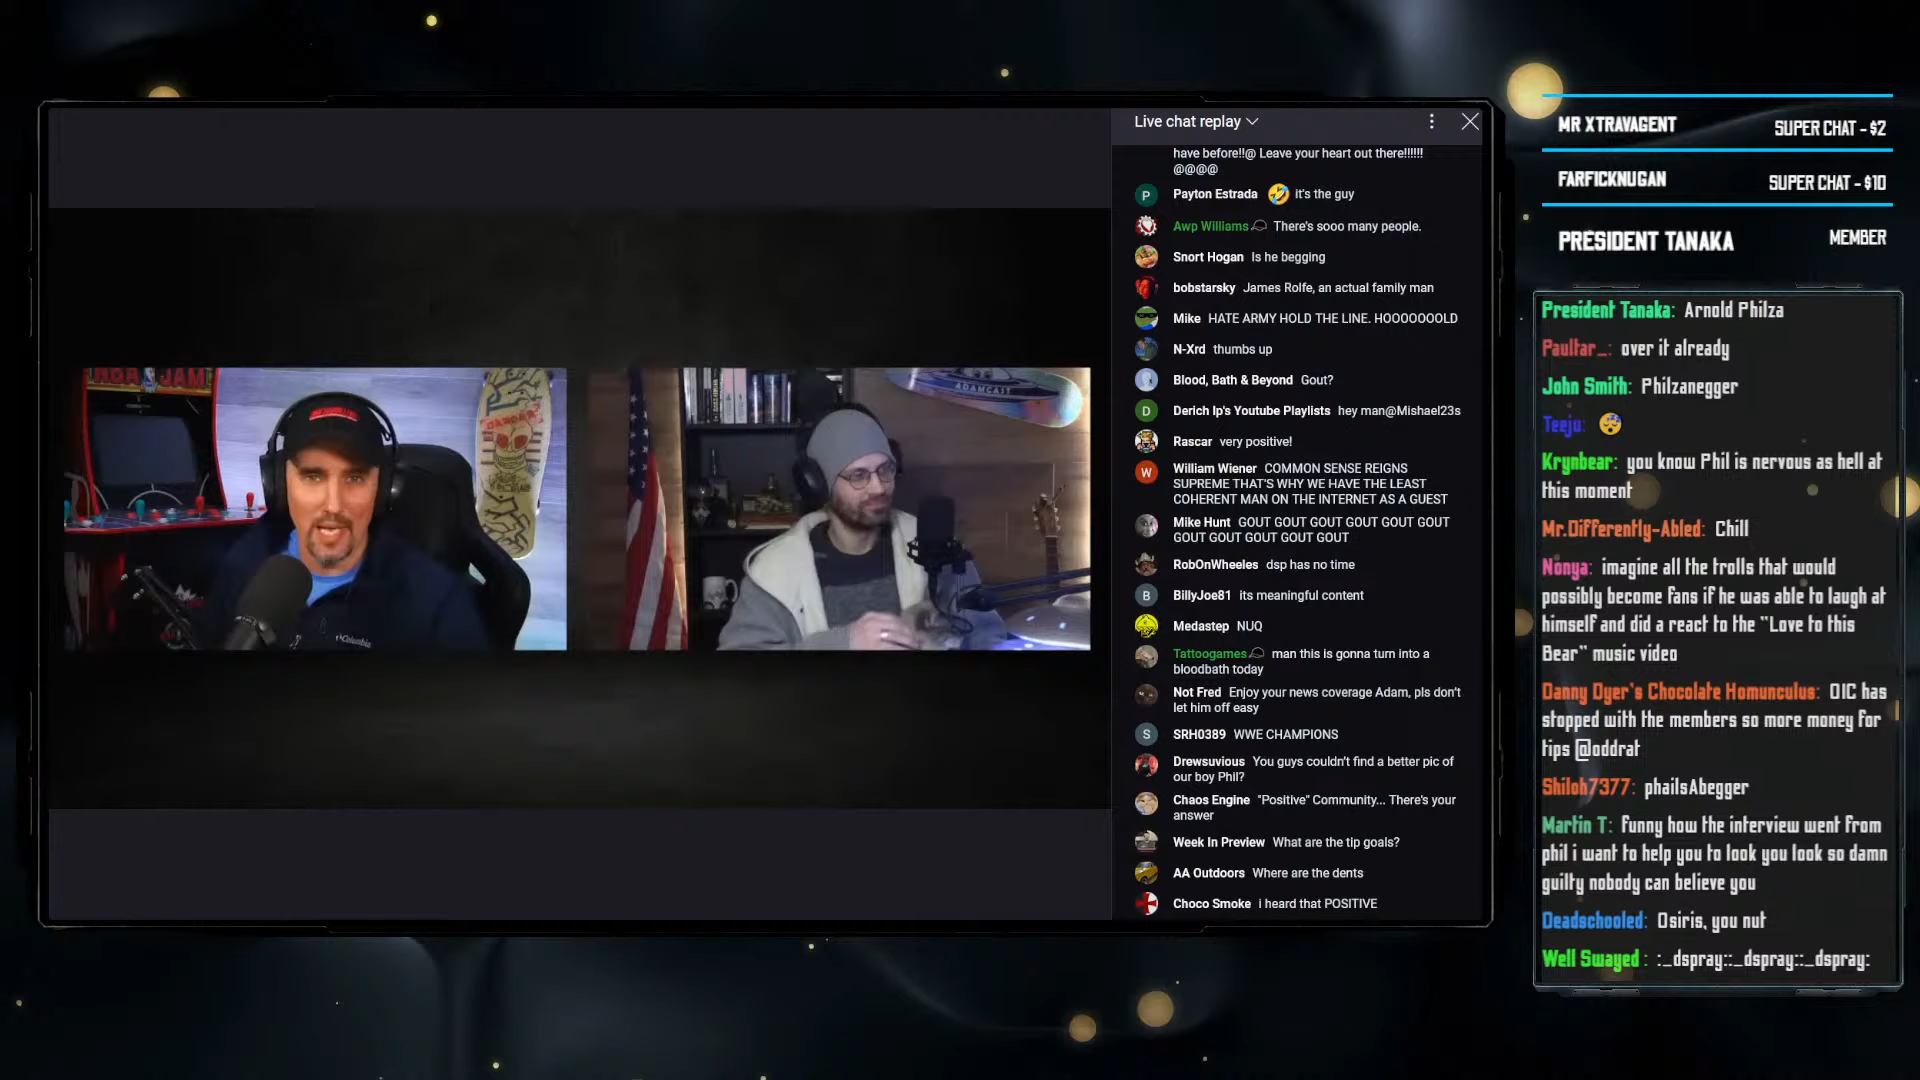 NBA JAM
ADAMCAST
Columbia
Live chat replay
have before!!@ Leave your heart out there!!!!!!
@@@@
P
Payton Estrada 🤣 it's the guy
Awp Williams There's sooo many people.
Snort Hogan Is he begging
bobstarsky James Rolfe, an actual family man
Mike HATE ARMY HOLD THE LINE. HOOOOOOOLD
N-Xrd thumbs up
Blood, Bath & Beyond Gout?
D
Derich Ip's Youtube Playlists hey man@Mishael23s
Rascar very positive!
W
William Wiener COMMON SENSE REIGNS
SUPREME THAT'S WHY WE HAVE THE LEAST
COHERENT MAN ON THE INTERNET AS A GUEST
Mike Hunt GOUT GOUT GOUT GOUT GOUT GOUT
GOUT GOUT GOUT GOUT GOUT
RobOnWheeles dsp has no time
B
BillyJoe81 its meaningful content
Medastep NUQ
Tattoogames man this is gonna turn into a
bloodbath today
Not Fred Enjoy your news coverage Adam, pls don't
let him off easy
S
SRH0389 WWE CHAMPIONS
Drewsuvious You guys couldn't find a better pic of
our boy Phil?
Chaos Engine "Positive" Community... There's your
answer
Week In Preview What are the tip goals?
AA Outdoors Where are the dents
Choco Smoke i heard that POSITIVE
MR XTRAVAGENT SUPER CHAT - $2
FARFICKNUGAN SUPER CHAT - $10
PRESIDENT TANAKA MEMBER
President Tanaka: Arnold Philza
Paultar_: over it already
John Smith: Philzanegger
Teeju: 😴
Krynbear: you know Phil is nervous as hell at
this moment
Mr.Differently-Abled: Chill
Nonya: imagine all the trolls that would
possibly become fans if he was able to laugh at
himself and did a react to the "Love to this
Bear" music video
Danny Dyer's Chocolate Homunculus: OIC has
stopped with the members so more money for
tips @oddrat
Shiloh7377: phailsAbegger
Martin T: funny how the interview went from
phil i want to help you to look you look so damn
guilty nobody can believe you
Deadschooled: Osiris, you nut
Well Swayed : :_dspray::_dspray::_dspray: